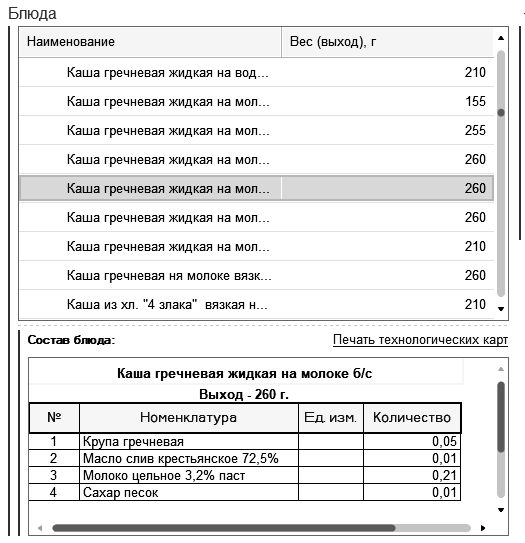 Блюда
Наименование Вес (выход), г
Каша гречневая жидкая на вод... 210
Каша гречневая жидкая на мол... 155
Каша гречневая жидкая на мол... 255
Каша гречневая жидкая на мол... 260
Каша гречневая жидкая на мол... 260
Каша гречневая жидкая на мол... 260
Каша гречневая жидкая на мол... 210
Каша гречневая ня молоке вязк... 260
Каша из хл. "4 злака" вязкая н... 210
Состав блюда: Печать технологических карт
Каша гречневая жидкая на молоке б/с
Выход - 260 г.
№ Номенклатура Ед. изм. Количество
1 Крупа гречневая 0,05
2 Масло слив крестьянское 72,5% 0,01
3 Молоко цельное 3,2% паст 0,21
4 Сахар песок 0,01